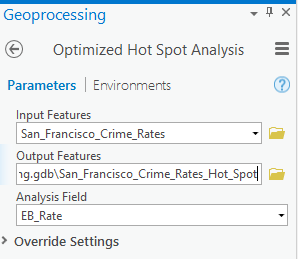 Geoprocessing
Optimized Hot Spot Analysis
Parameters Environments
Input Features
San_Francisco_Crime_Rates
Output Features
ng.gdb\San_Francisco_Crime_Rates_Hot_Spot
Analysis Field
EB_Rate
Override Settings